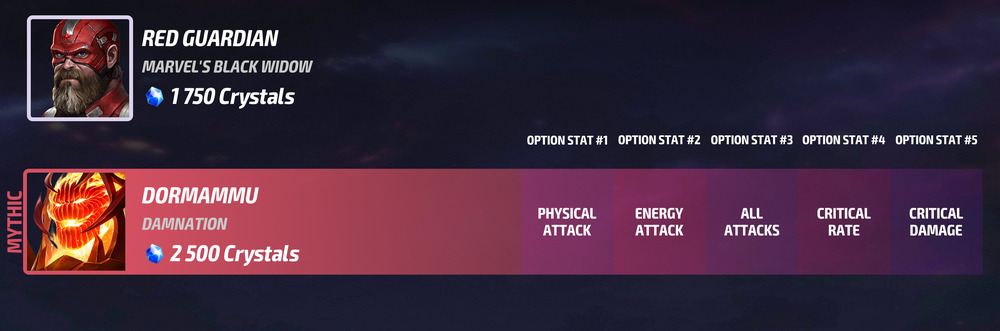 RED GUARDIAN
MARVEL'S BLACK WIDOW
1 750 Crystals
OPTION STAT #1 OPTION STAT #2 OPTION STAT #3 OPTION STAT #4 OPTION STAT #5
MYTHIC
DORMAMMU
DAMNATION
2 500 Crystals
PHYSICAL
ATTACK
ENERGY
ATTACK
ALL
ATTACKS
CRITICAL
RATE
CRITICAL
DAMAGE